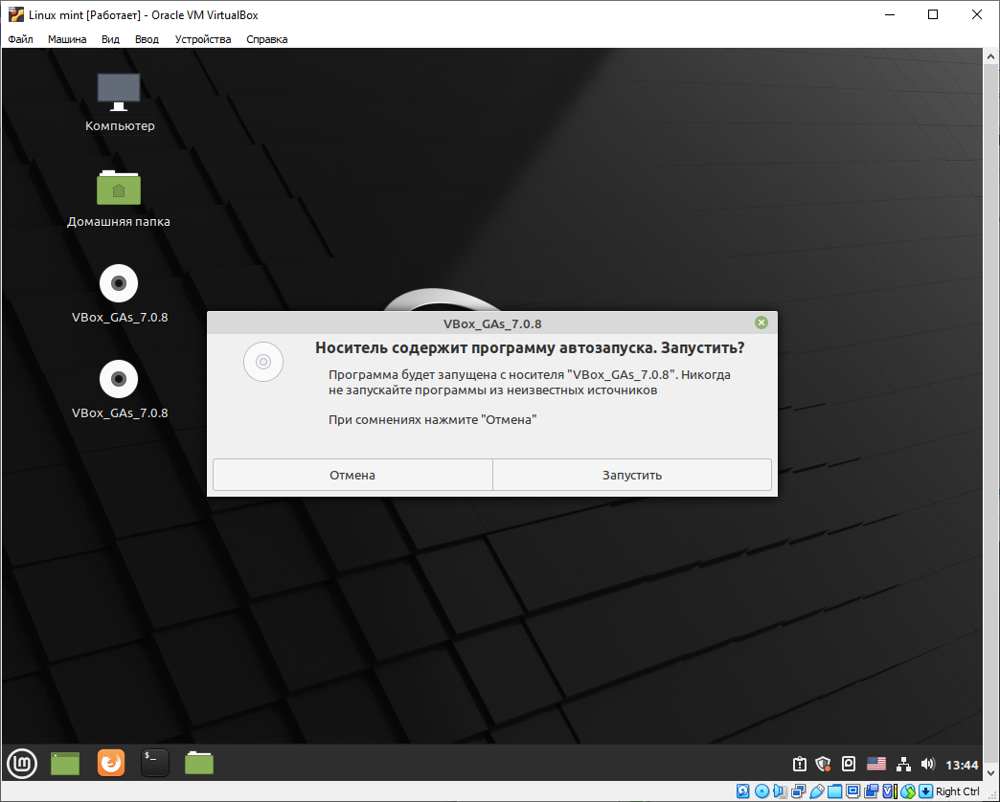 Linux mint [Работает] - Oracle VM VirtualBox
Файл Машина Вид Ввод Устройства Справка
Компьютер
Домашняя папка
VBox_GAs_7.0.8
VBox_GAs_7.0.8
VBox_GAs_7.0.8
Носитель содержит программу автозапуска. Запустить?
Программа будет запущена с носителя "VBox_GAs_7.0.8". Никогда
не запускайте программы из неизвестных источников
При сомнениях нажмите "Отмена"
Отмена Запустить
$_
13:44
Right Ctrl